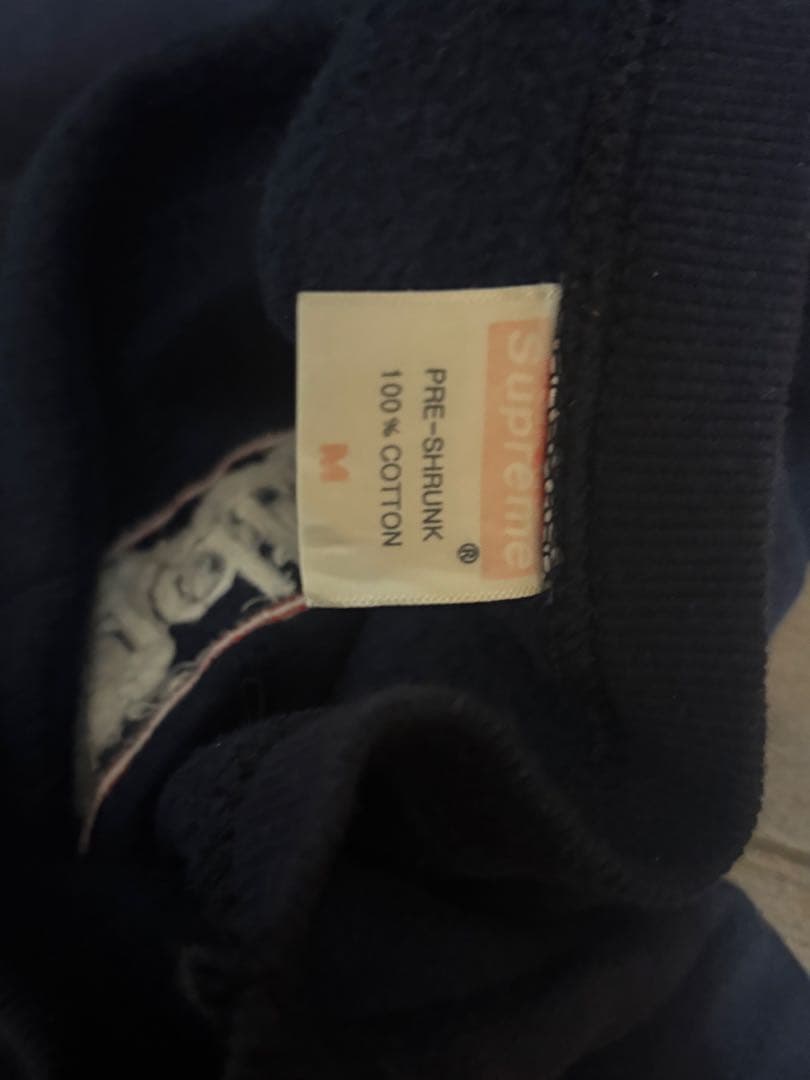 Supreme
®
PRE-SHRUNK
100% COTTON
M